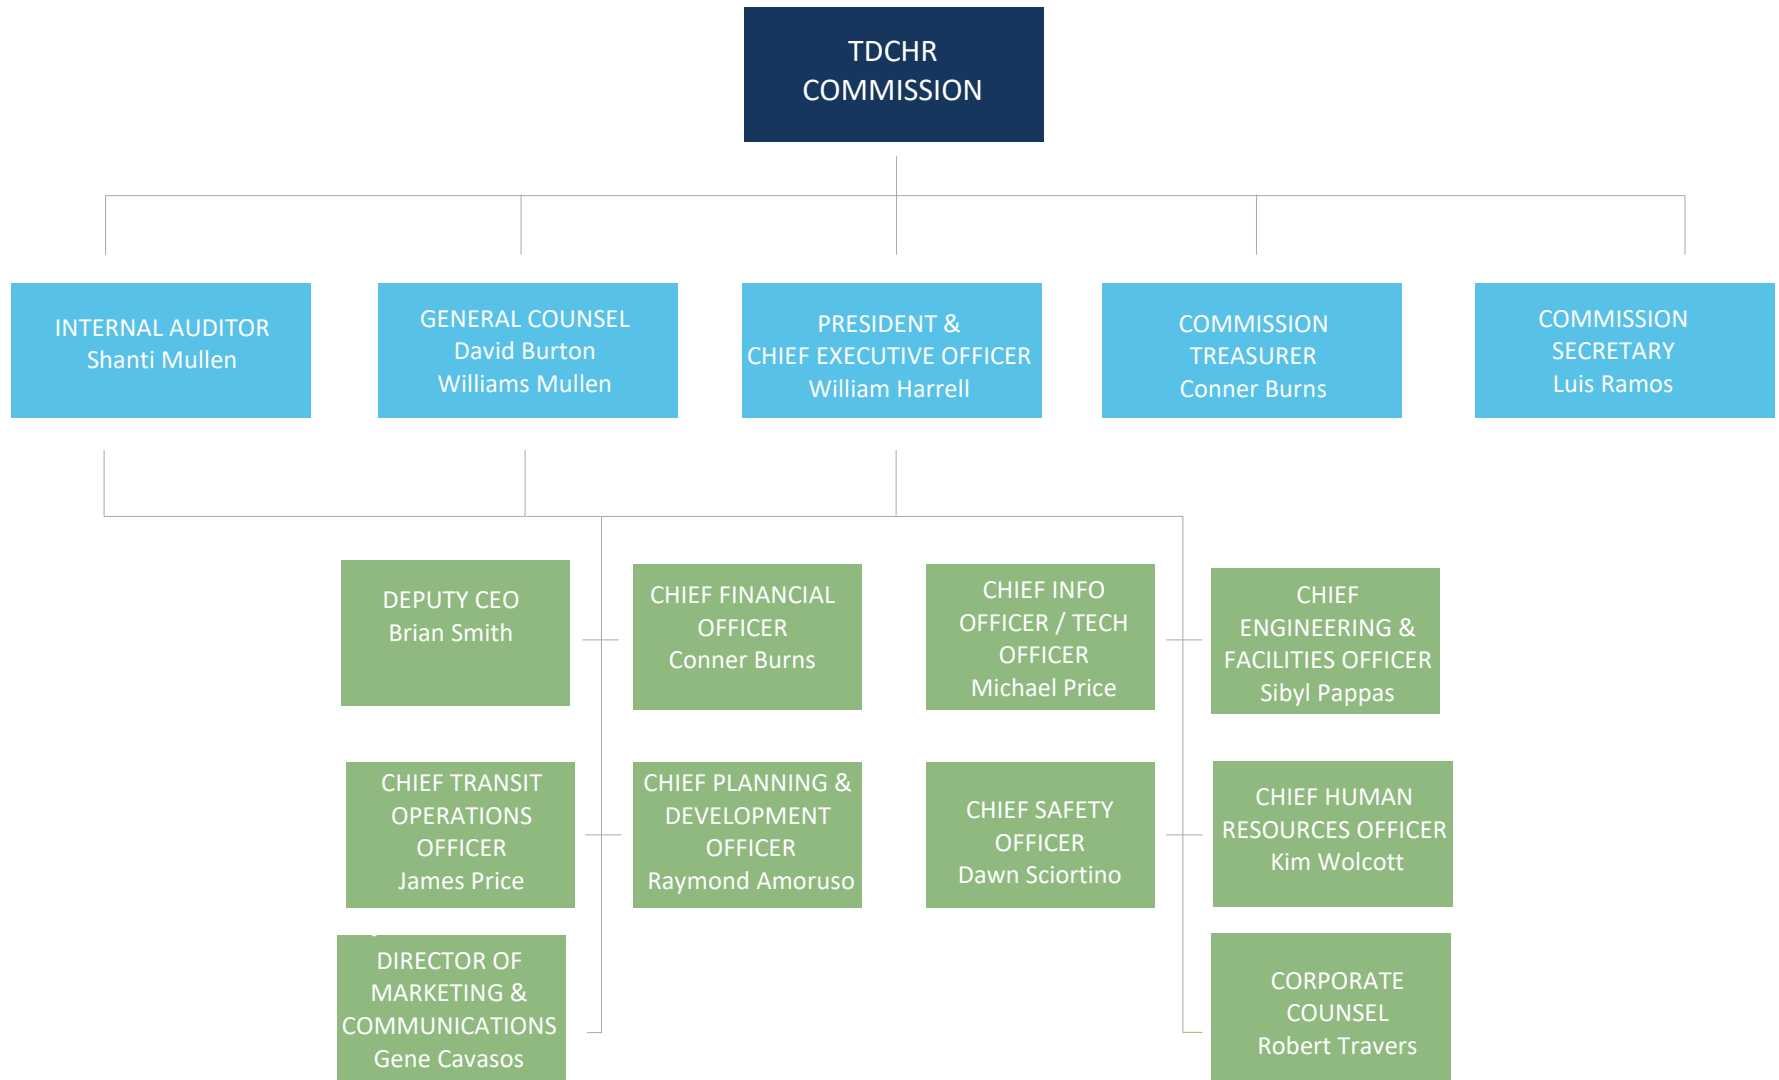 TDCHR
COMMISSION
INTERNAL AUDITOR
Shanti Mullen
GENERAL COUNSEL
David Burton
Williams Mullen
PRESIDENT &
CHIEF EXECUTIVE OFFICER
William Harrell
COMMISSION
TREASURER
Conner Burns
COMMISSION
SECRETARY
Luis Ramos
DEPUTY CEO
Brian Smith
CHIEF FINANCIAL
OFFICER
Conner Burns
CHIEF INFO
OFFICER / TECH
OFFICER
Michael Price
CHIEF
ENGINEERING &
FACILITIES OFFICER
Sibyl Pappas
CHIEF TRANSIT
OPERATIONS
OFFICER
James Price
CHIEF PLANNING &
DEVELOPMENT
OFFICER
Raymond Amoruso
CHIEF SAFETY
OFFICER
Dawn Sciortino
CHIEF HUMAN
RESOURCES OFFICER
Kim Wolcott
DIRECTOR OF
MARKETING &
COMMUNICATIONS
Gene Cavasos
CORPORATE
COUNSEL
Robert Travers